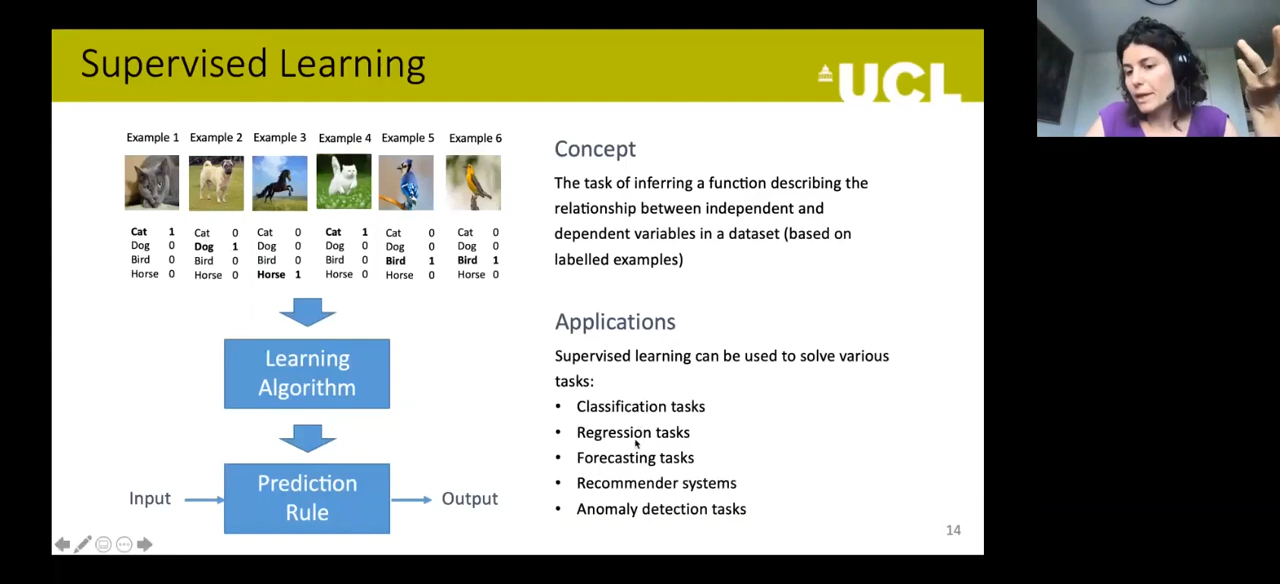 Supervised Learning
UCL
Example 1 Example 2 Example 3 Example 4 Example 5 Example 6
Cat 1 Cat 0 Cat 0 Cat 1 Cat 0 Cat 0
Dog 0 Dog 1 Dog 0 Dog 0 Dog 0 Dog 0
Bird 0 Bird 0 Bird 0 Bird 0 Bird 1 Bird 1
Horse 0 Horse 0 Horse 1 Horse 0 Horse 0 Horse 0
Learning
Algorithm
Input
Prediction
Rule
Output
Concept
The task of inferring a function describing the
relationship between independent and
dependent variables in a dataset (based on
labelled examples)
Applications
Supervised learning can be used to solve various
tasks:
• Classification tasks
• Regression tasks
• Forecasting tasks
• Recommender systems
• Anomaly detection tasks
14